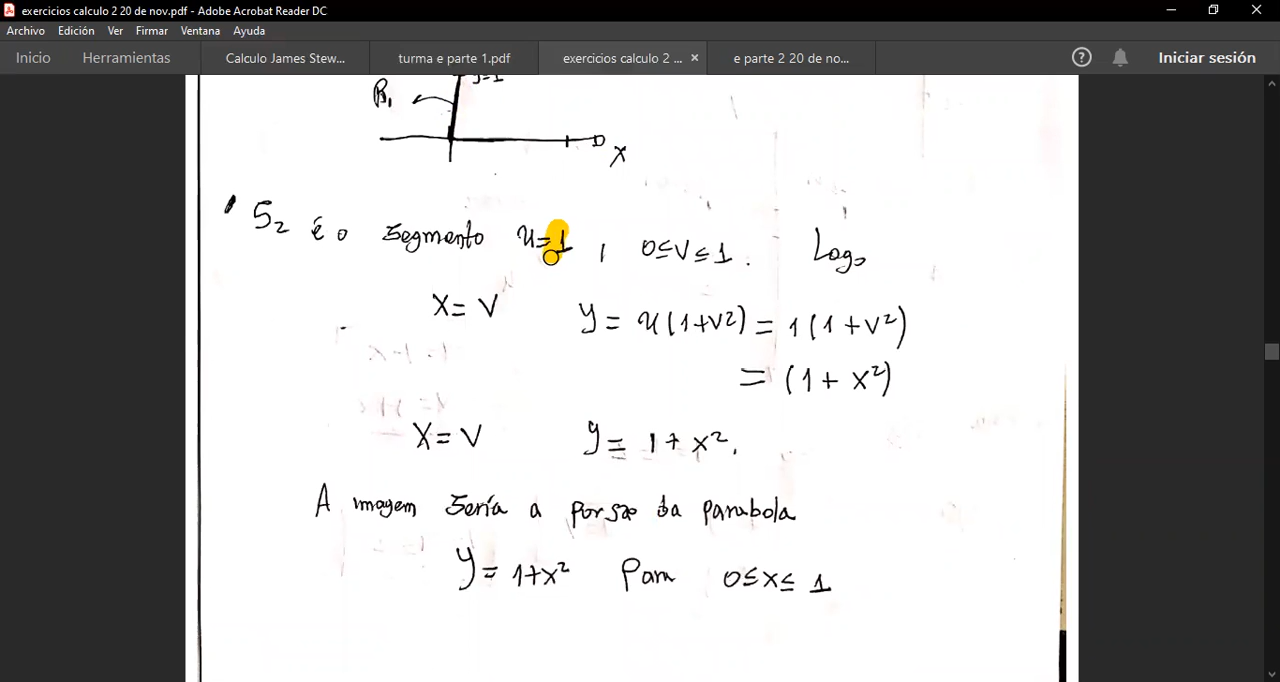 exercicios calculo 2 20 de nov.pdf - Adobe Acrobat Reader DC
Archivo Edición Ver Firmar Ventana Ayuda
Inicio Herramientas Calculo James Stew... turma e parte 1.pdf exercicios calculo 2 ... × e parte 2 20 de no... Iniciar sesión
B₁
X
S₂ é o segmento u=1, 0≤v≤1. Logo
X=V y= u(1+v²) = 1(1+v²)
= (1+x²)
X=V y= 1+x².
A imagem sería a porsão da parabola
y= 1+x² Para 0≤x≤1